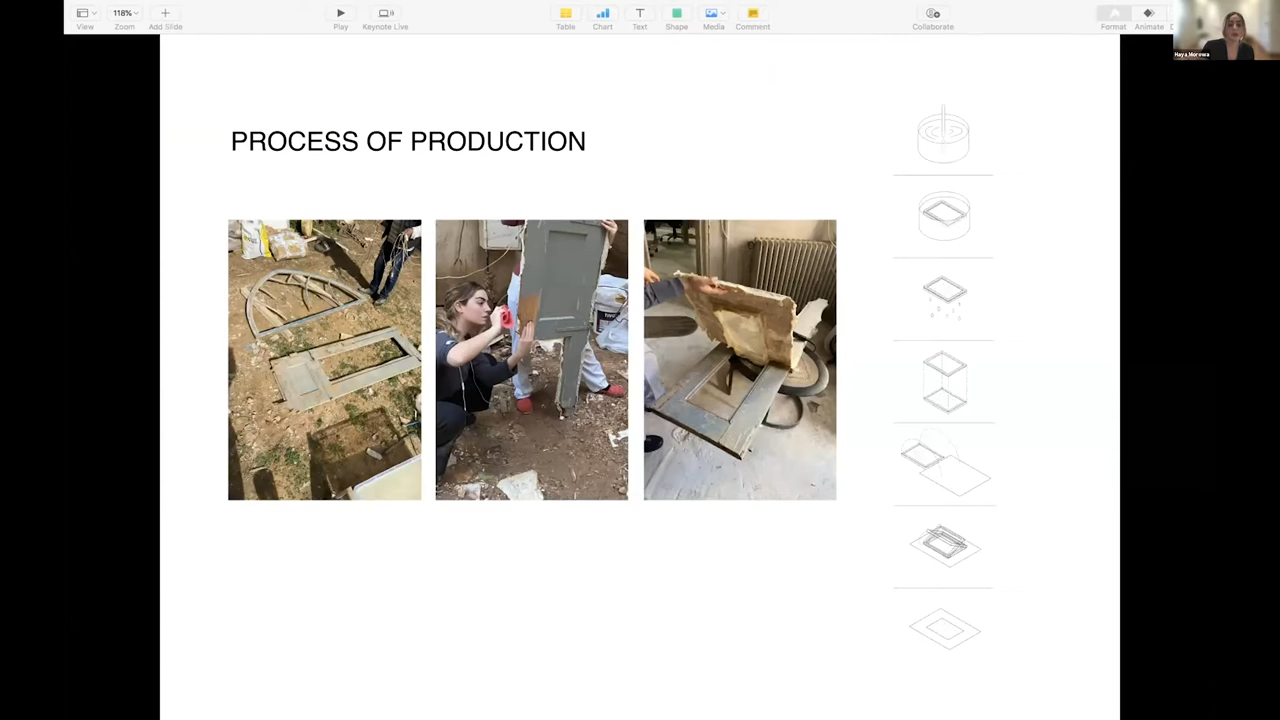 118%
View
Zoom
Add Slide
Play
Keynote Live
Table
Chart
Text
Shape
Media
Comment
Collaborate
Format
Animate
PROCESS OF PRODUCTION